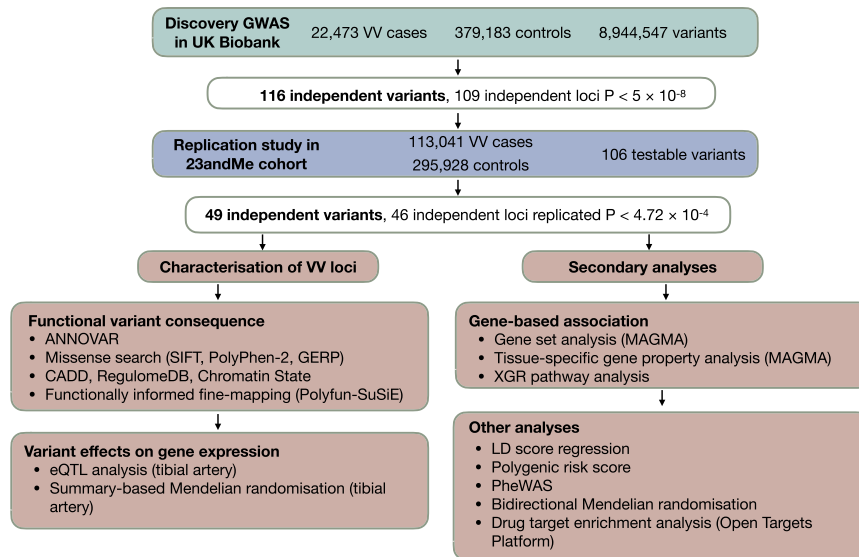 Discovery GWAS
in UK Biobank
22,473 VV cases 379,183 controls 8,944,547 variants
116 independent variants, 109 independent loci P < 5 × 10⁻⁸
Replication study in
23andMe cohort
113,041 VV cases
295,928 controls
106 testable variants
49 independent variants, 46 independent loci replicated P < 4.72 × 10⁻⁴
Characterisation of VV loci
Functional variant consequence
• ANNOVAR
• Missense search (SIFT, PolyPhen-2, GERP)
• CADD, RegulomeDB, Chromatin State
• Functionally informed fine-mapping (Polyfun-SuSiE)
Variant effects on gene expression
• eQTL analysis (tibial artery)
• Summary-based Mendelian randomisation (tibial
artery)
Secondary analyses
Gene-based association
• Gene set analysis (MAGMA)
• Tissue-specific gene property analysis (MAGMA)
• XGR pathway analysis
Other analyses
• LD score regression
• Polygenic risk score
• PheWAS
• Bidirectional Mendelian randomisation
• Drug target enrichment analysis (Open Targets
Platform)